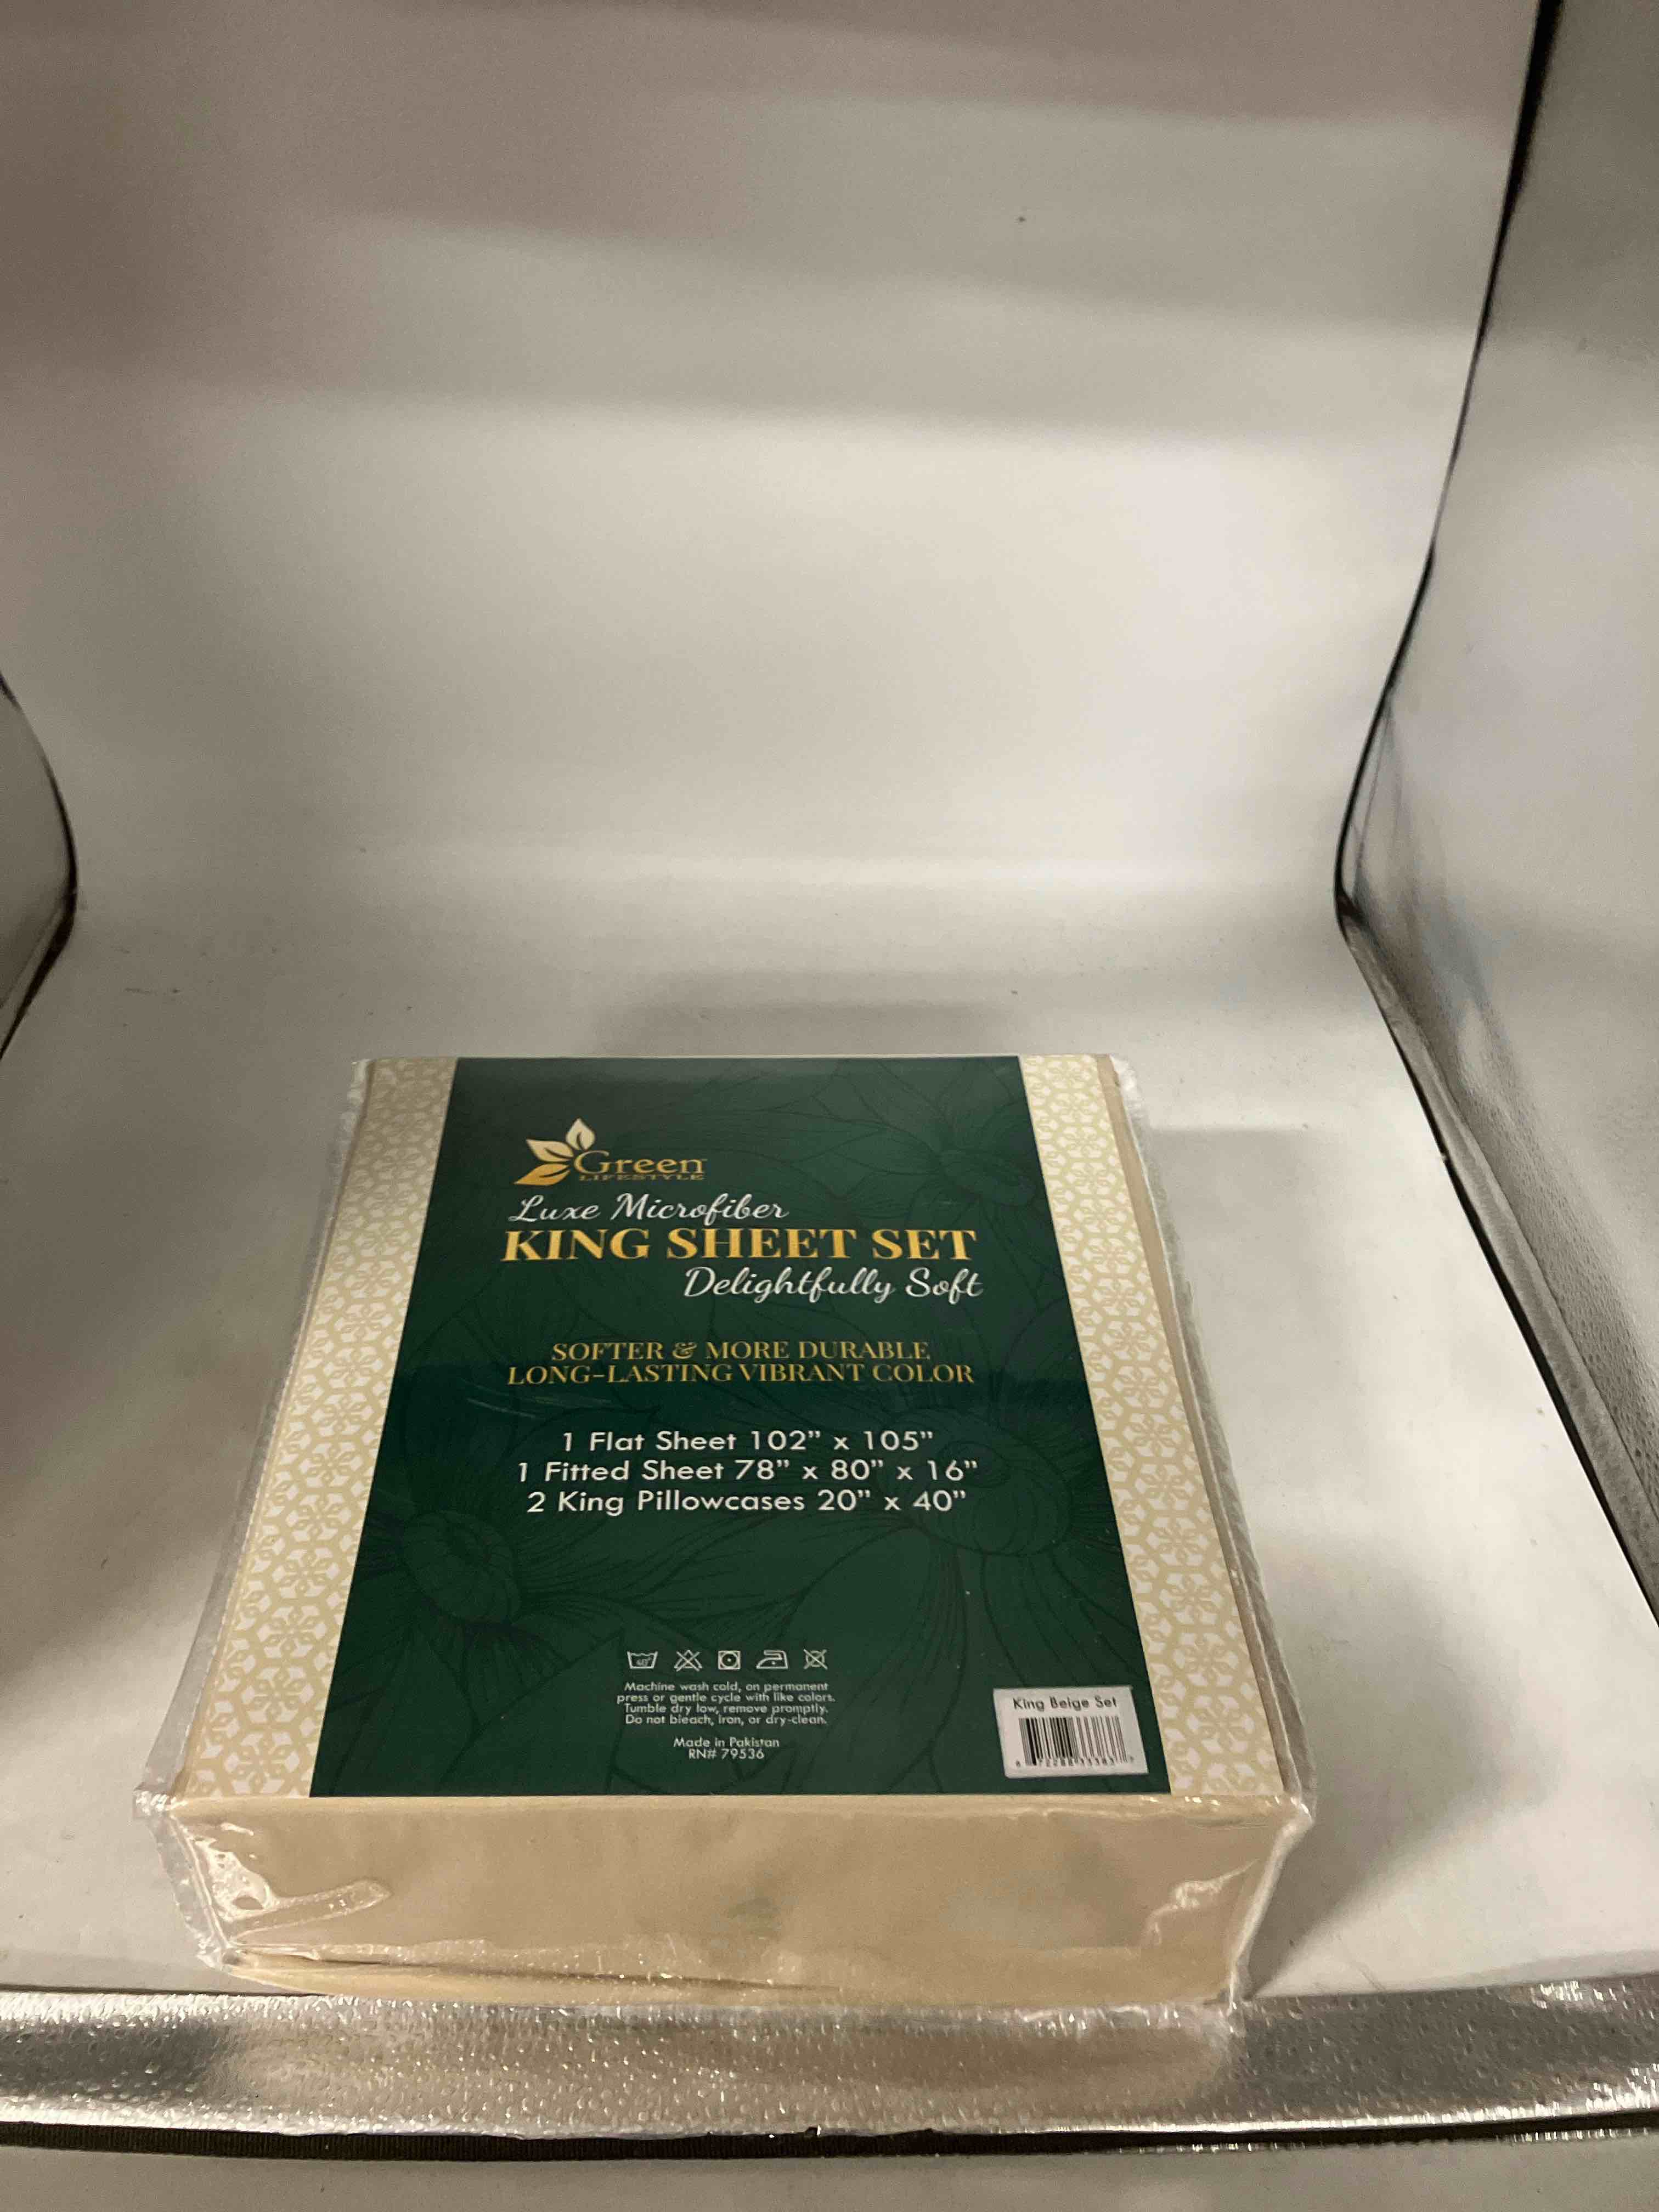 Green
LIFESTYLE
Luxe Microfiber
KING SHEET SET
Delightfully Soft
SOFTER & MORE DURABLE
LONG-LASTING VIBRANT COLOR
1 Flat Sheet 102" x 105"
1 Fitted Sheet 78" x 80" x 16"
2 King Pillowcases 20" x 40"
Machine wash cold, on permanent
press or gentle cycle with like colors.
Tumble dry low, remove promptly.
Do not bleach, iron, or dry-clean.
Made in Pakistan
RN# 79536
King Beige Set